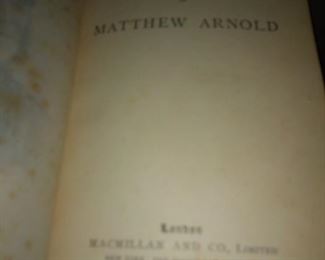 MATTHEW ARNOLD
London
MACMILLAN AND CO., LIMITED